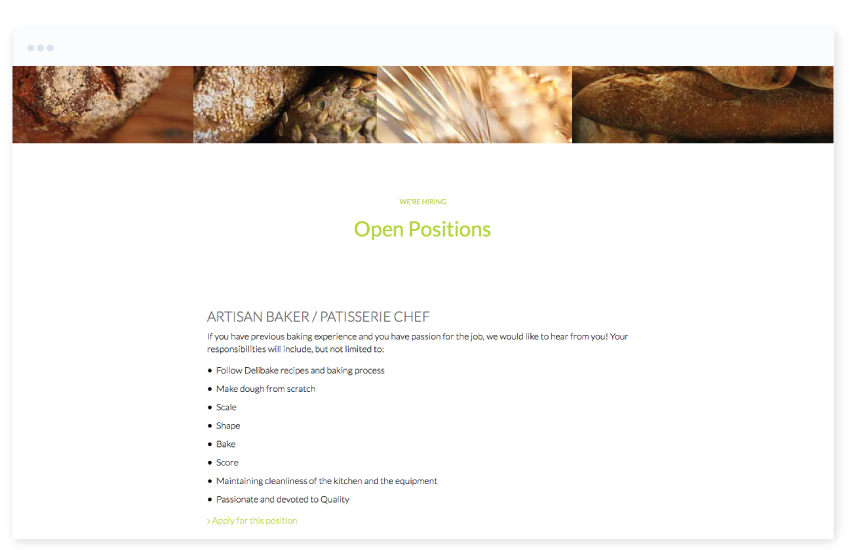 WE'RE HIRING
Open Positions
ARTISAN BAKER / PATISSERIE CHEF
If you have previous baking experience and you have passion for the job, we would like to hear from you! Your
responsibilities will include, but not limited to:
• Follow Delibake recipes and baking process
• Make dough from scratch
• Scale
• Shape
• Bake
• Score
• Maintaining cleanliness of the kitchen and the equipment
• Passionate and devoted to Quality
› Apply for this position